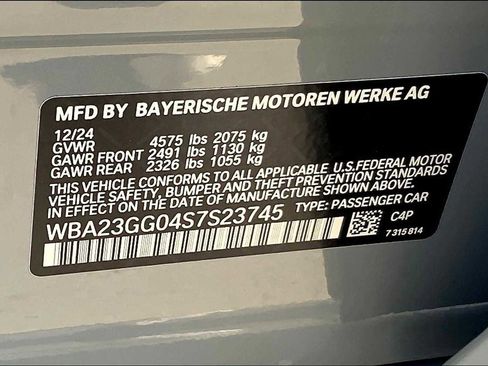 MFD BY BAYERISCHE MOTOREN WERKE AG
12/24
GVWR 4575 lbs 2075 kg
GAWR FRONT 2491 lbs 1130 kg
GAWR REAR 2326 lbs 1055 kg
THIS VEHICLE CONFORMS TO ALL APPLICABLE U.S.FEDERAL MOTOR
VEHICLE SAFETY, BUMPER AND THEFT PREVENTION STANDARDS
IN EFFECT ON THE DATE OF MANUFACTURE SHOWN ABOVE.
WBA23GG04S7S23745 TYPE: PASSENGER CAR
C4P
7 315 814